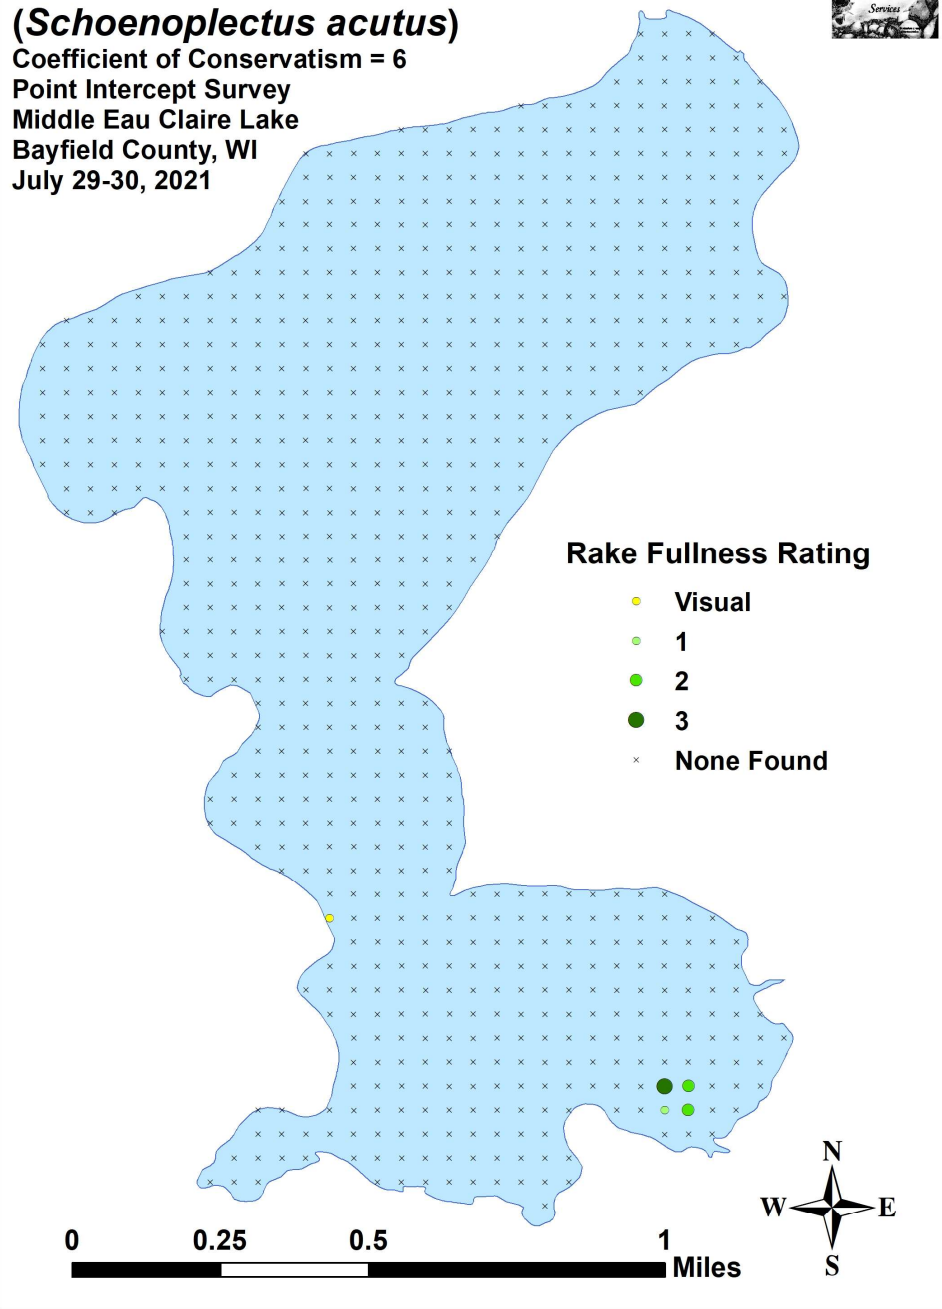 (Schoenoplectus acutus)
Coefficient of Conservatism = 6
Point Intercept Survey
Middle Eau Claire Lake
Bayfield County, WI
July 29-30, 2021
Services
Rake Fullness Rating
Visual
1
2
3
None Found
N
W E
S
0 0.25 0.5 1
Miles